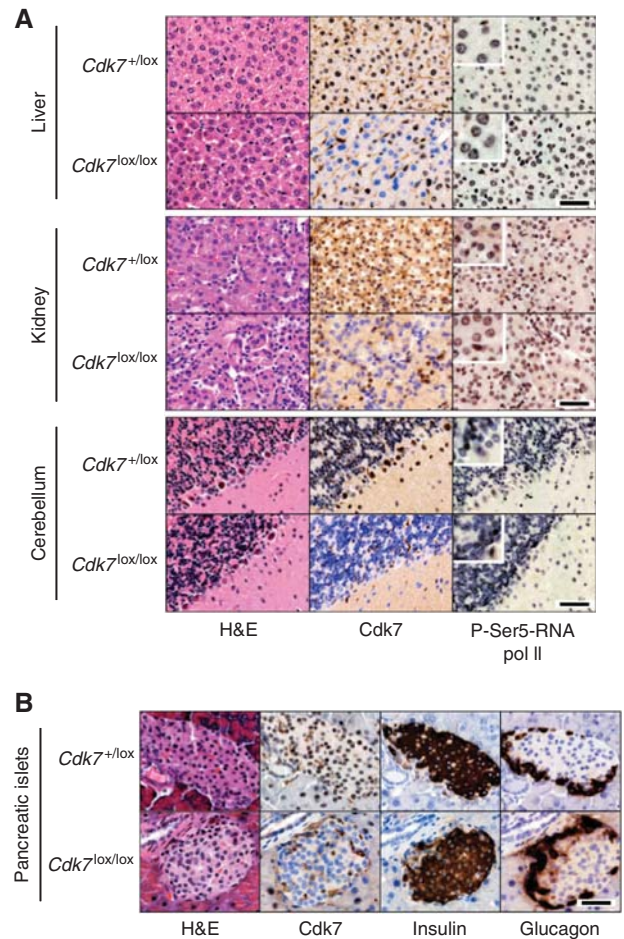 A
Liver
Cdk7+/lox
Cdk7lox/lox
Kidney
Cdk7+/lox
Cdk7lox/lox
Cerebellum
Cdk7+/lox
Cdk7lox/lox
H&E
Cdk7
P-Ser5-RNA
pol II
B
Pancreatic islets
Cdk7+/lox
Cdk7lox/lox
H&E
Cdk7
Insulin
Glucagon